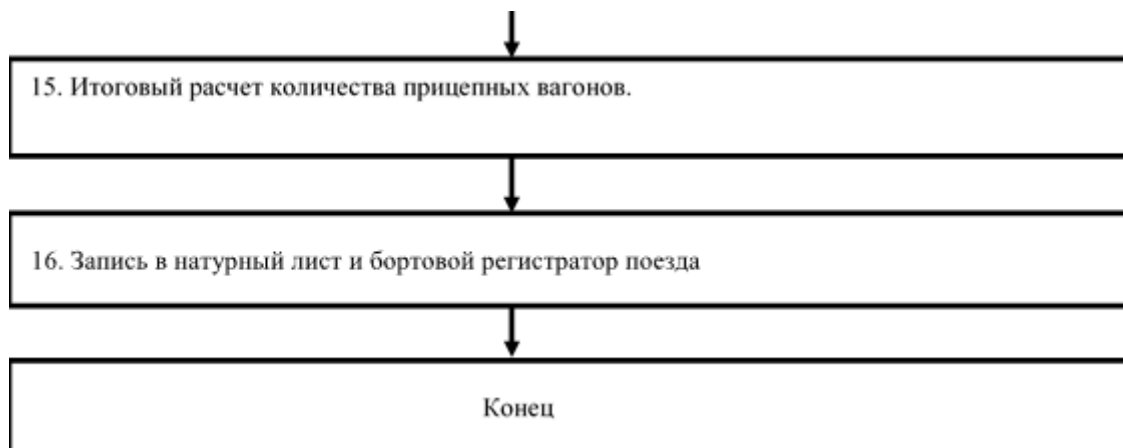 15. Итоговый расчет количества прицепных вагонов.
16. Запись в натурный лист и бортовой регистратор поезда
Конец